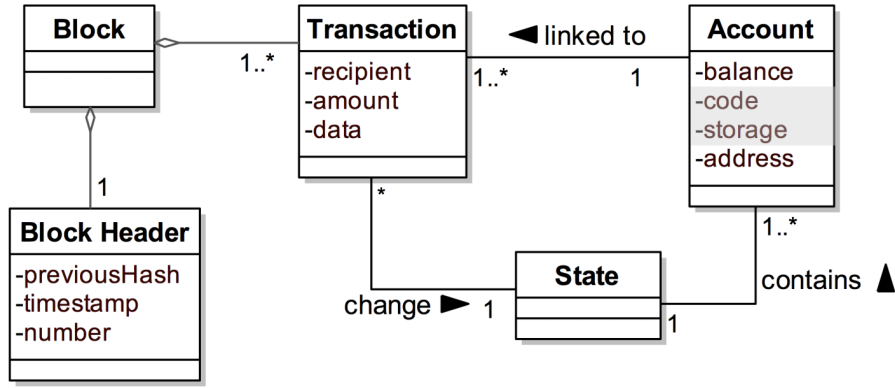 Block
1..*
1
Block Header
-previousHash
-timestamp
-number
Transaction
-recipient
-amount
-data
1..*
*
◄ linked to
1
Account
-balance
-code
-storage
-address
1..*
contains ▲
State
1
1
change ►